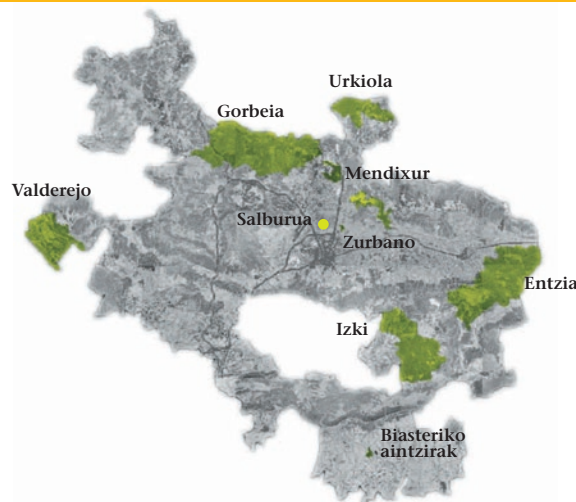 Urkiola
Gorbeia
Mendixur
Valderejo
Salburua
Zurbano
Entzia
Izki
Biasteriko
aintzirak